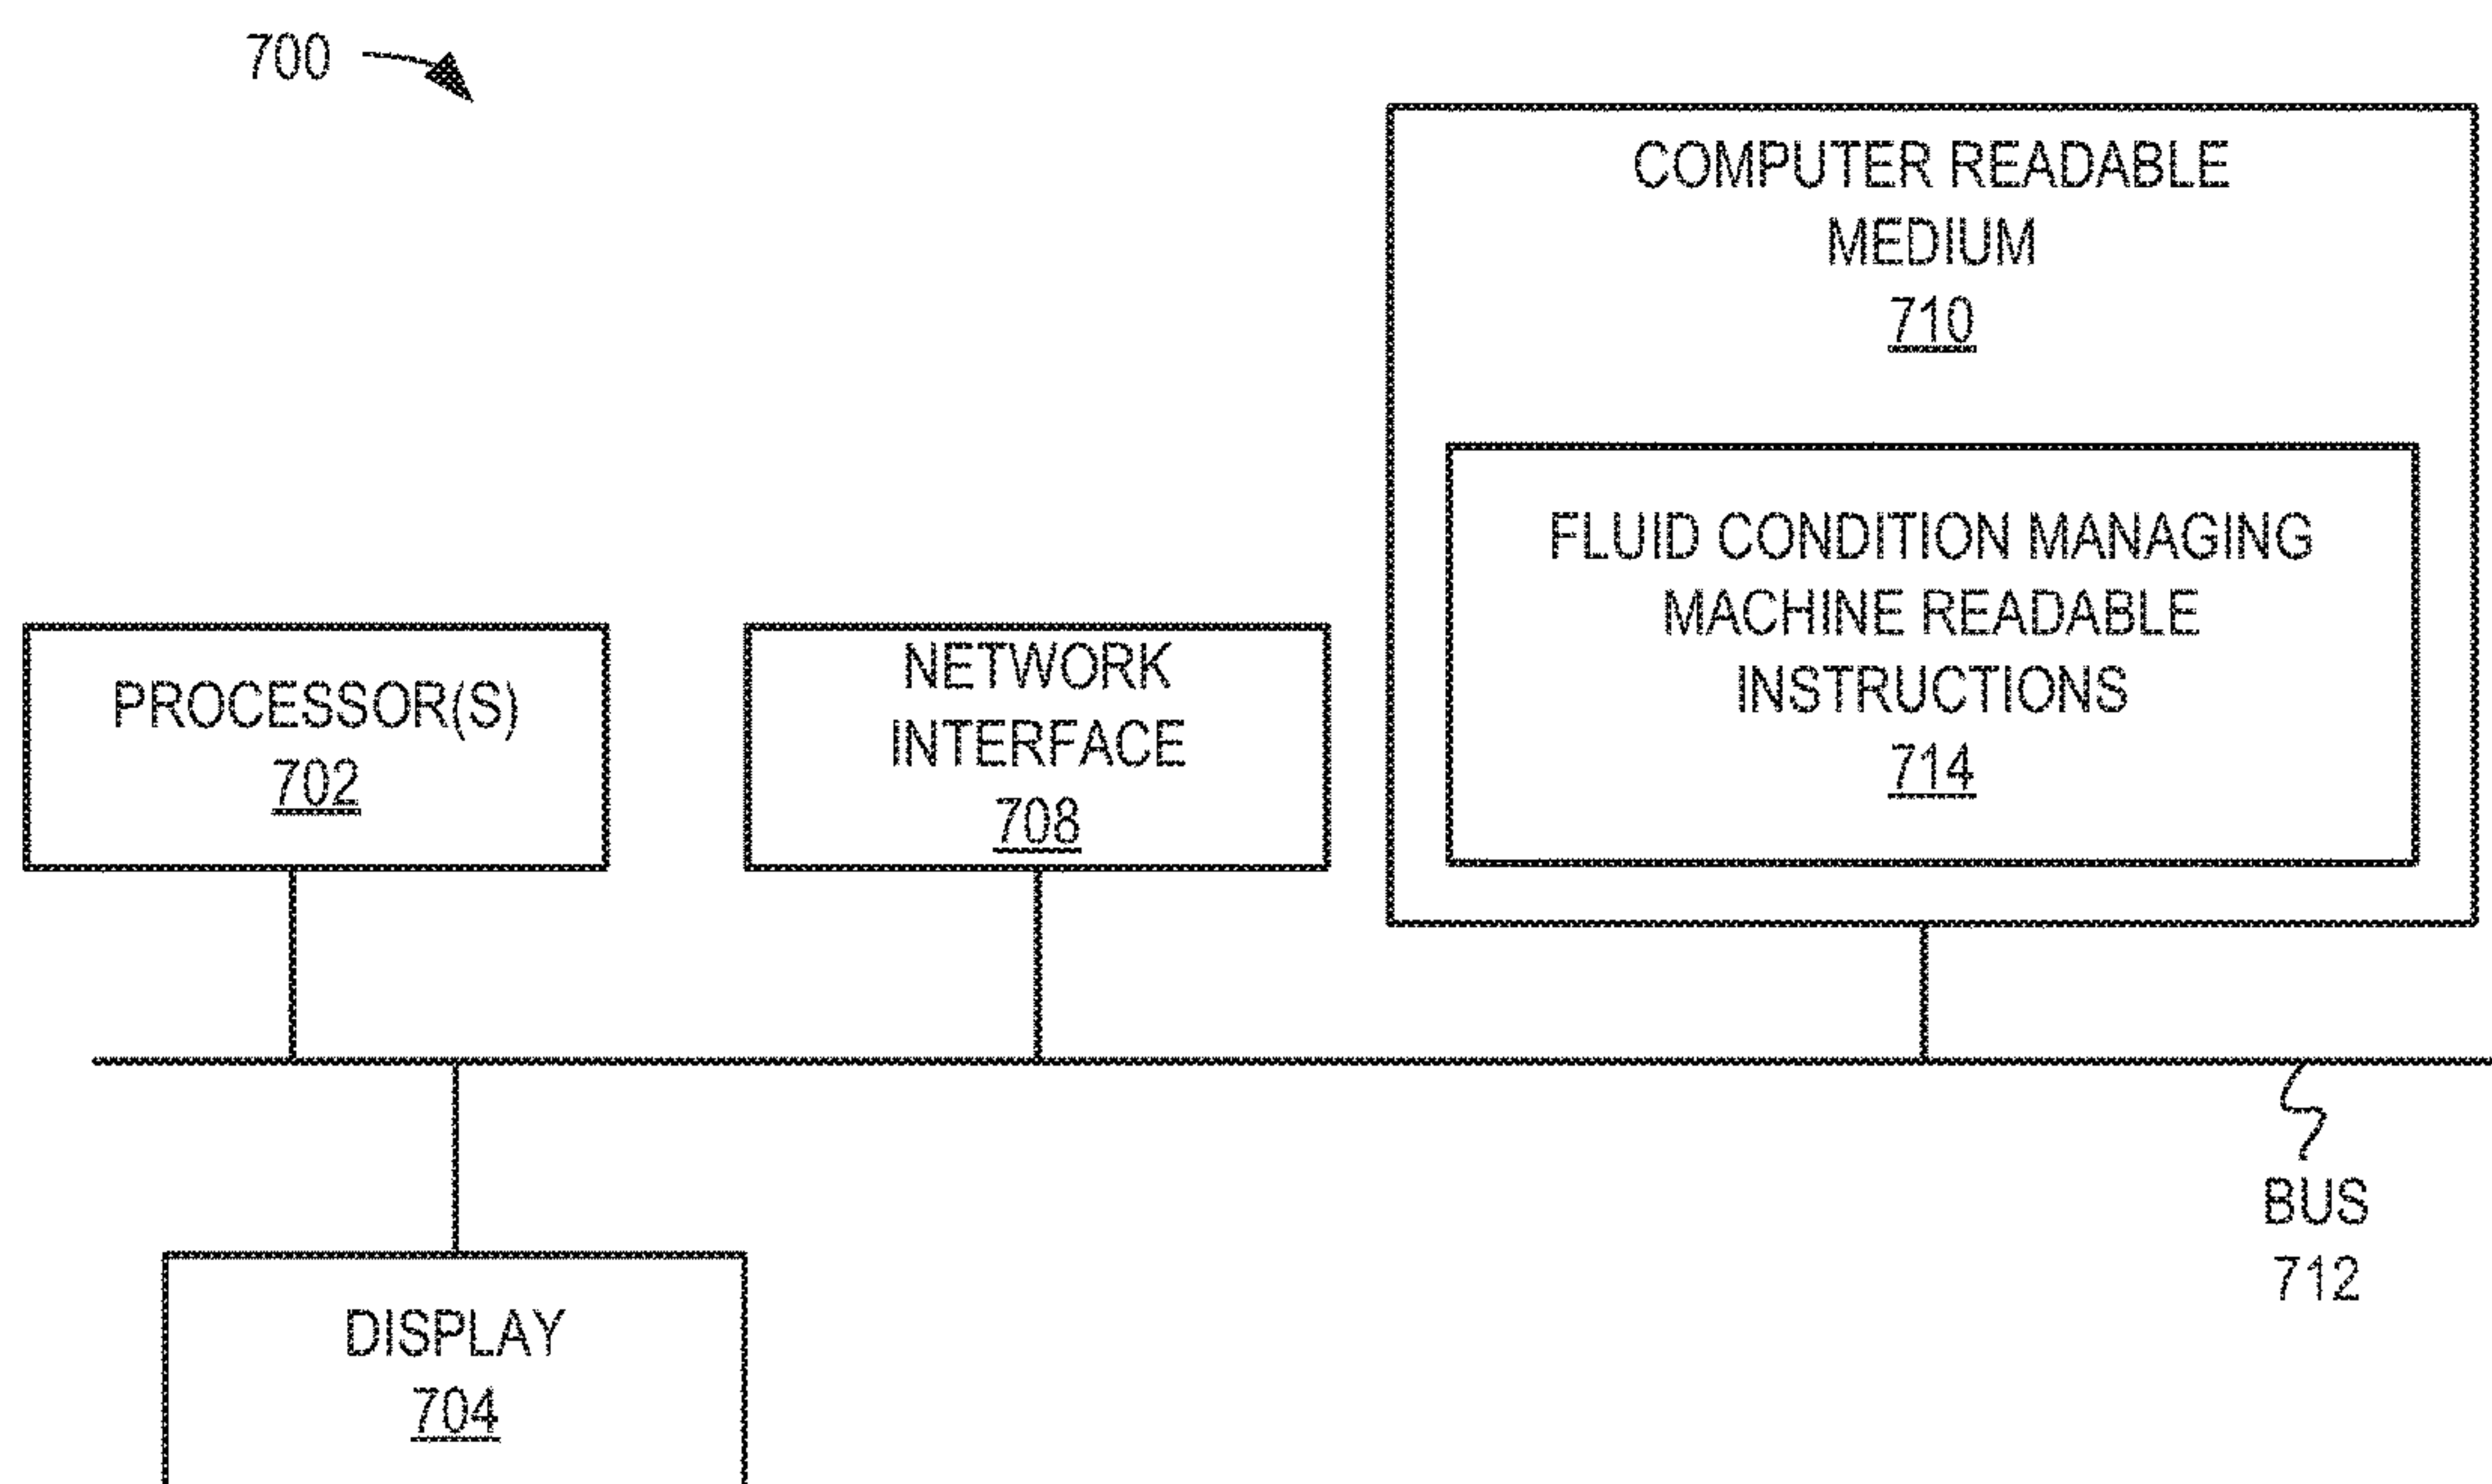 700
COMPUTER READABLE
MEDIUM
710
FLUID CONDITION MANAGING
MACHINE READABLE
INSTRUCTIONS
714
PROCESSOR(S)
702
NETWORK
INTERFACE
708
BUS
712
DISPLAY
704